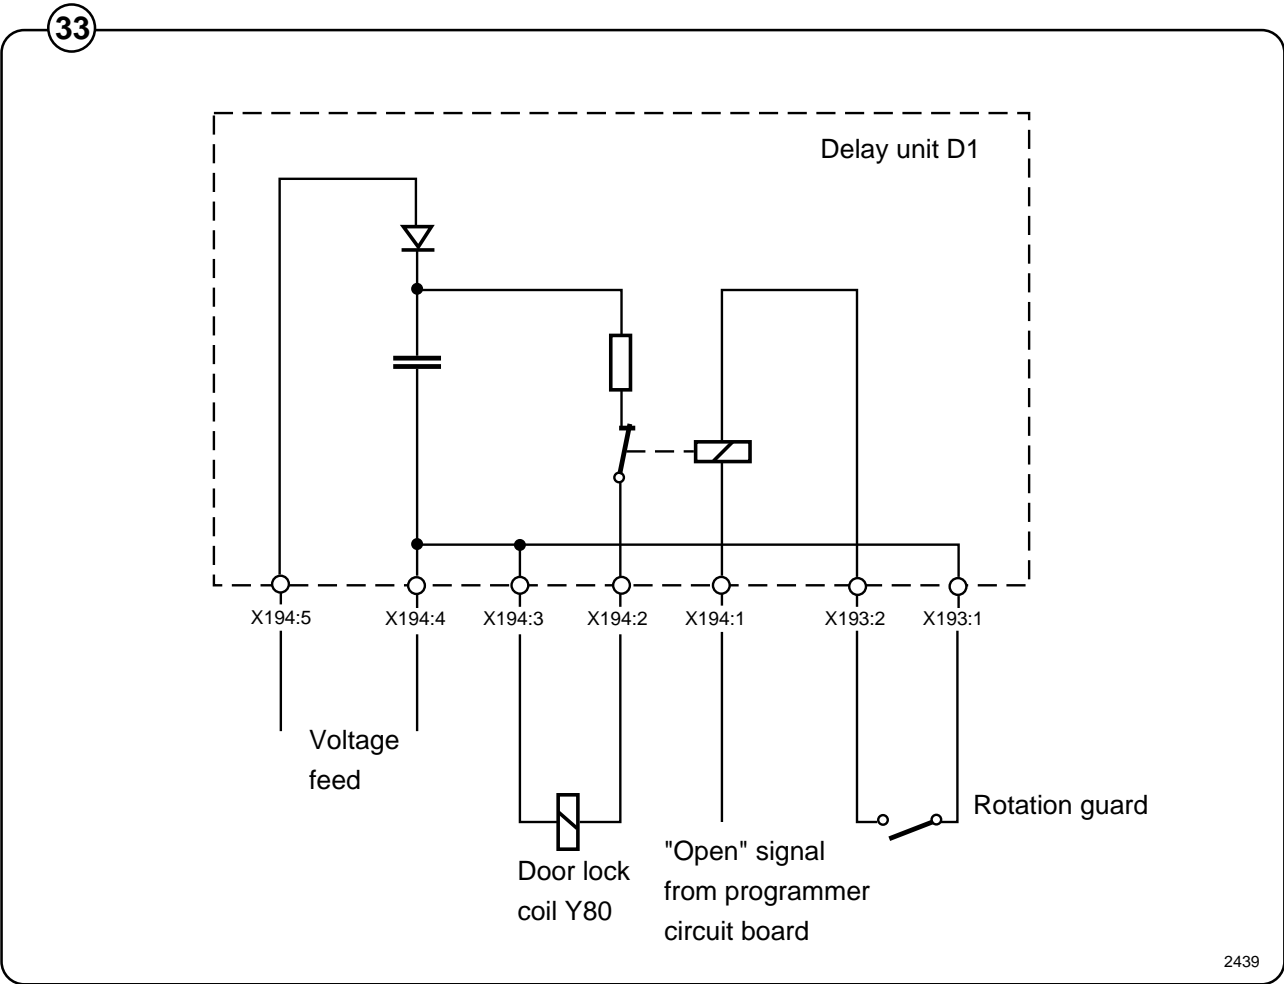 33
Delay unit D1
X194:5 X194:4 X194:3 X194:2 X194:1 X193:2 X193:1
Voltage
feed
Rotation guard
Door lock
coil Y80
"Open" signal
from programmer
circuit board
2439